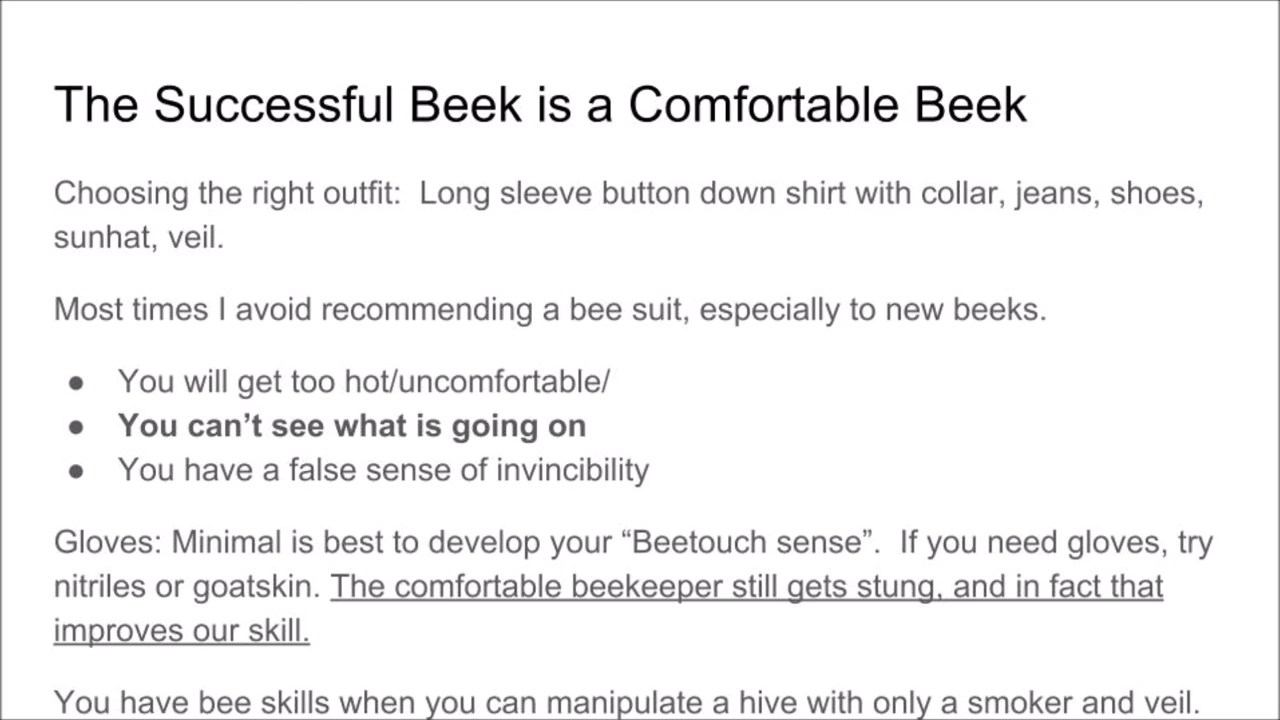 The Successful Beek is a Comfortable Beek
Choosing the right outfit:  Long sleeve button down shirt with collar, jeans, shoes,
sunhat, veil.
Most times I avoid recommending a bee suit, especially to new beeks.
● You will get too hot/uncomfortable/
● You can’t see what is going on
● You have a false sense of invincibility
Gloves: Minimal is best to develop your “Beetouch sense”.  If you need gloves, try
nitriles or goatskin. The comfortable beekeeper still gets stung, and in fact that
improves our skill.
You have bee skills when you can manipulate a hive with only a smoker and veil.